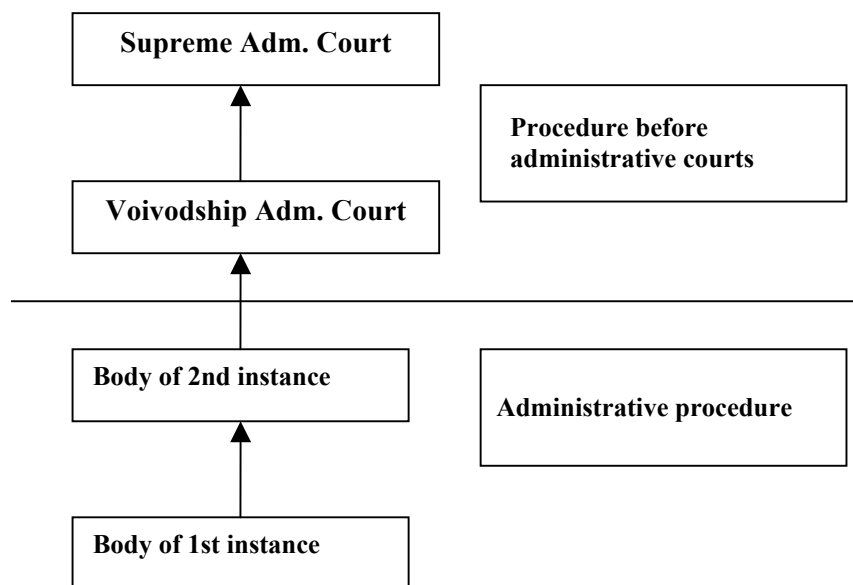 Supreme Adm. Court
Procedure before
administrative courts
Voivodship Adm. Court
Body of 2nd instance
Administrative procedure
Body of 1st instance